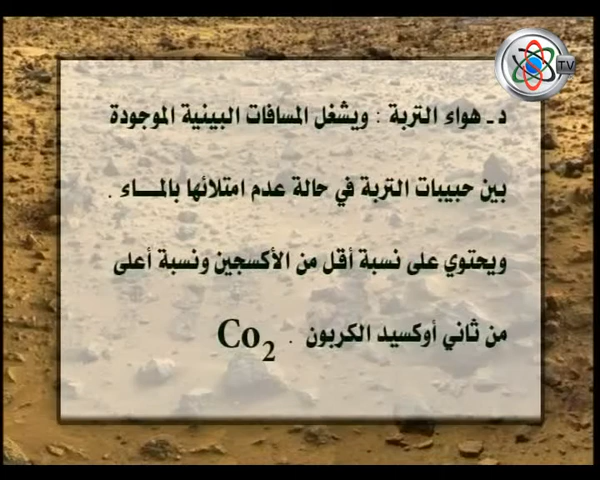 TV
د - هواء التربة : ويشغل المسافات البينية الموجودة
بين حبيبات التربة في حالة عدم امتلائها بالمـــاء .
ويحتوي على نسبة أقل من الأكسجين ونسبة أعلى
من ثاني أوكسيد الكربون . Co2